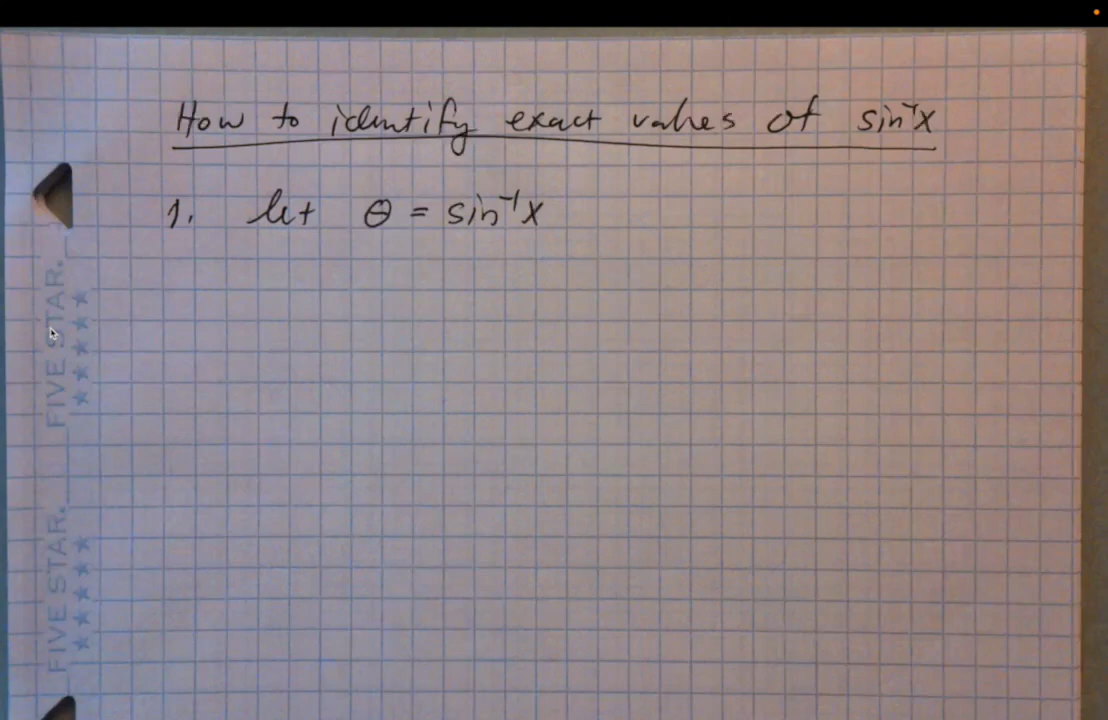 How to identify exact values of sin⁻¹x
1. let θ = sin⁻¹x
FIVE STAR.
FIVE STAR.